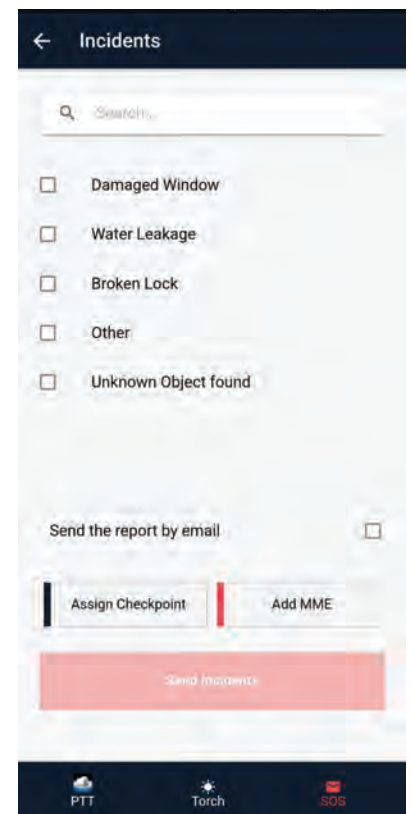 Incidents
Search...
Damaged Window
Water Leakage
Broken Lock
Other
Unknown Object found
Send the report by email
Assign Checkpoint Add MME
Send Incidents
PTT Torch SOS